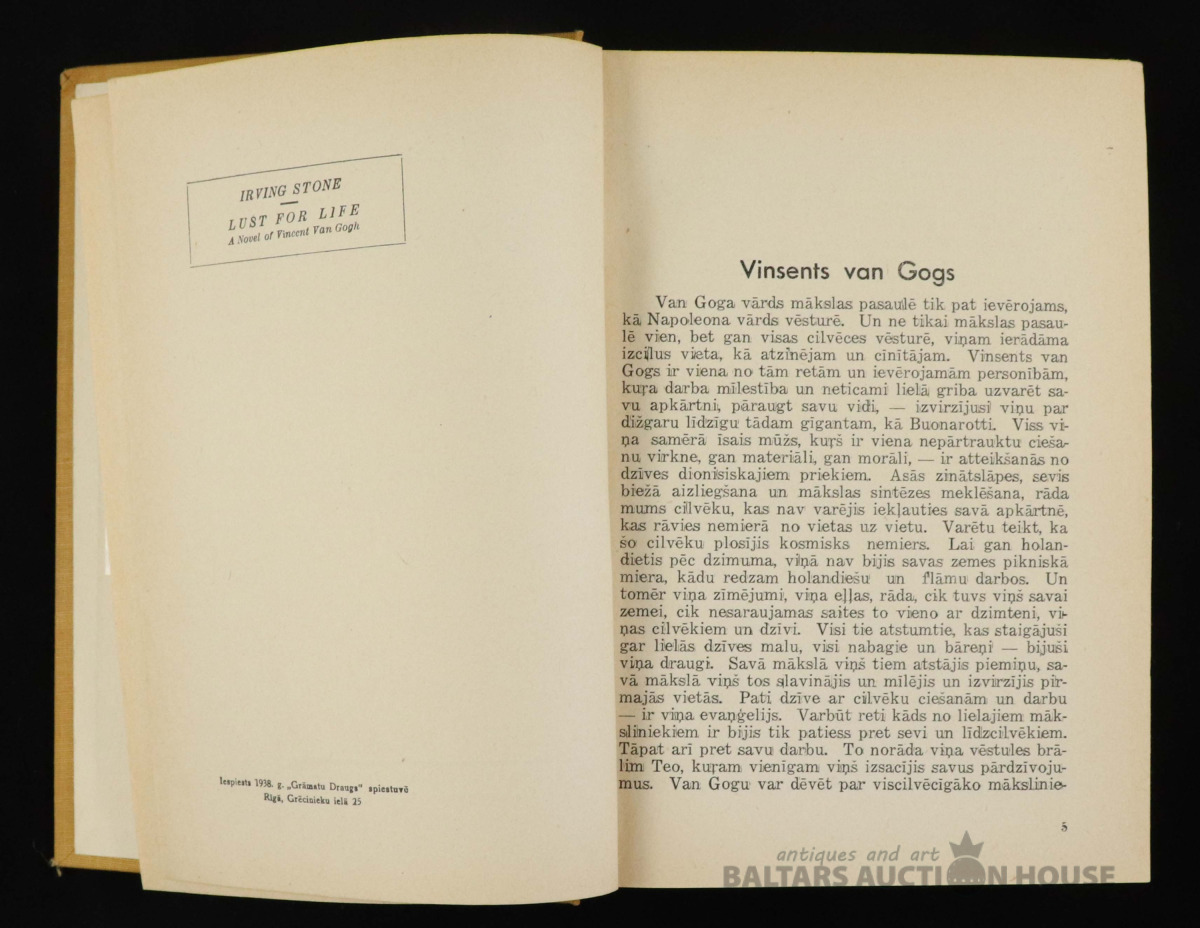 IRVING STONE
LUST FOR LIFE
A Novel of Vincent Van Gogh
Iespiests 1938. g. „Grāmatu Draugs" spiestuvē
Rīgā, Grēcinieku ielā 25
Vinsents van Gogs
Van Goga vārds mākslas pasaulē tik pat ievērojams,
kā Napoleona vārds vēsturē. Un ne tikai mākslas pasau-
lē vien, bet gan visas cilvēces vēsturē, viņam ierādāma
izcilus vieta, kā atzinējam un cīnītājam. Vinsents van
Gogs ir viena no tām retām un ievērojamām personībām,
kuŗa darba mīlestība un neticami lielā griba uzvarēt sa-
vu apkārtni, pāraugt savu vidi, — izvirzījusi viņu par
dižgaru līdzīgu tādam gīgantam, kā Buonarotti. Viss vi-
ņa samērā īsais mūžs, kuŗš ir viena nepārtrauktu cieša-
nu virkne, gan materiāli, gan morāli, — ir atteikšanās no
dzīves dionīsiskajiem priekiem. Asās zinātslāpes, sevis
biežā aizliegšana un mākslas sintēzes meklēšana, rāda
mums cilvēku, kas nav varējis iekļauties savā apkārtnē,
kas rāvies nemierā no vietas uz vietu. Varētu teikt, ka
šo cilvēku plosījis kosmisks nemiers. Lai gan holan-
dietis pēc dzimuma, viņā nav bijis savas zemes pikniskā
miera, kādu redzam holandiešu un flāmu darbos. Un
tomēr viņa zīmējumi, viņa eļļas, rāda, cik tuvs viņš savai
zemei, cik nesaraujamas saites to vieno ar dzimteni, vi-
ņas cilvēkiem un dzīvi. Visi tie atstumtie, kas staigājuši
gar lielās dzīves malu, visi nabagie un bāreņi — bijuši
viņa draugi. Savā mākslā viņš tiem atstājis piemiņu, sa-
vā mākslā viņš tos slavinājis un mīlējis un izvirzījis pir-
majās vietās. Pati dzīve ar cilvēku ciešanām un darbu
— ir viņa evaņģelijs. Varbūt reti kāds no lielajiem māk-
sliniekiem ir bijis tik patiess pret sevi un līdzcilvēkiem.
Tāpat arī pret savu darbu. To norāda viņa vēstules brā-
lim Teo, kuŗam vienīgam viņš izsacījis savus pārdzīvoju-
mus. Van Gogu var dēvēt par viscilvēcīgāko māksliniē-
5
antiques and art
BALTARS AUCTION HOUSE